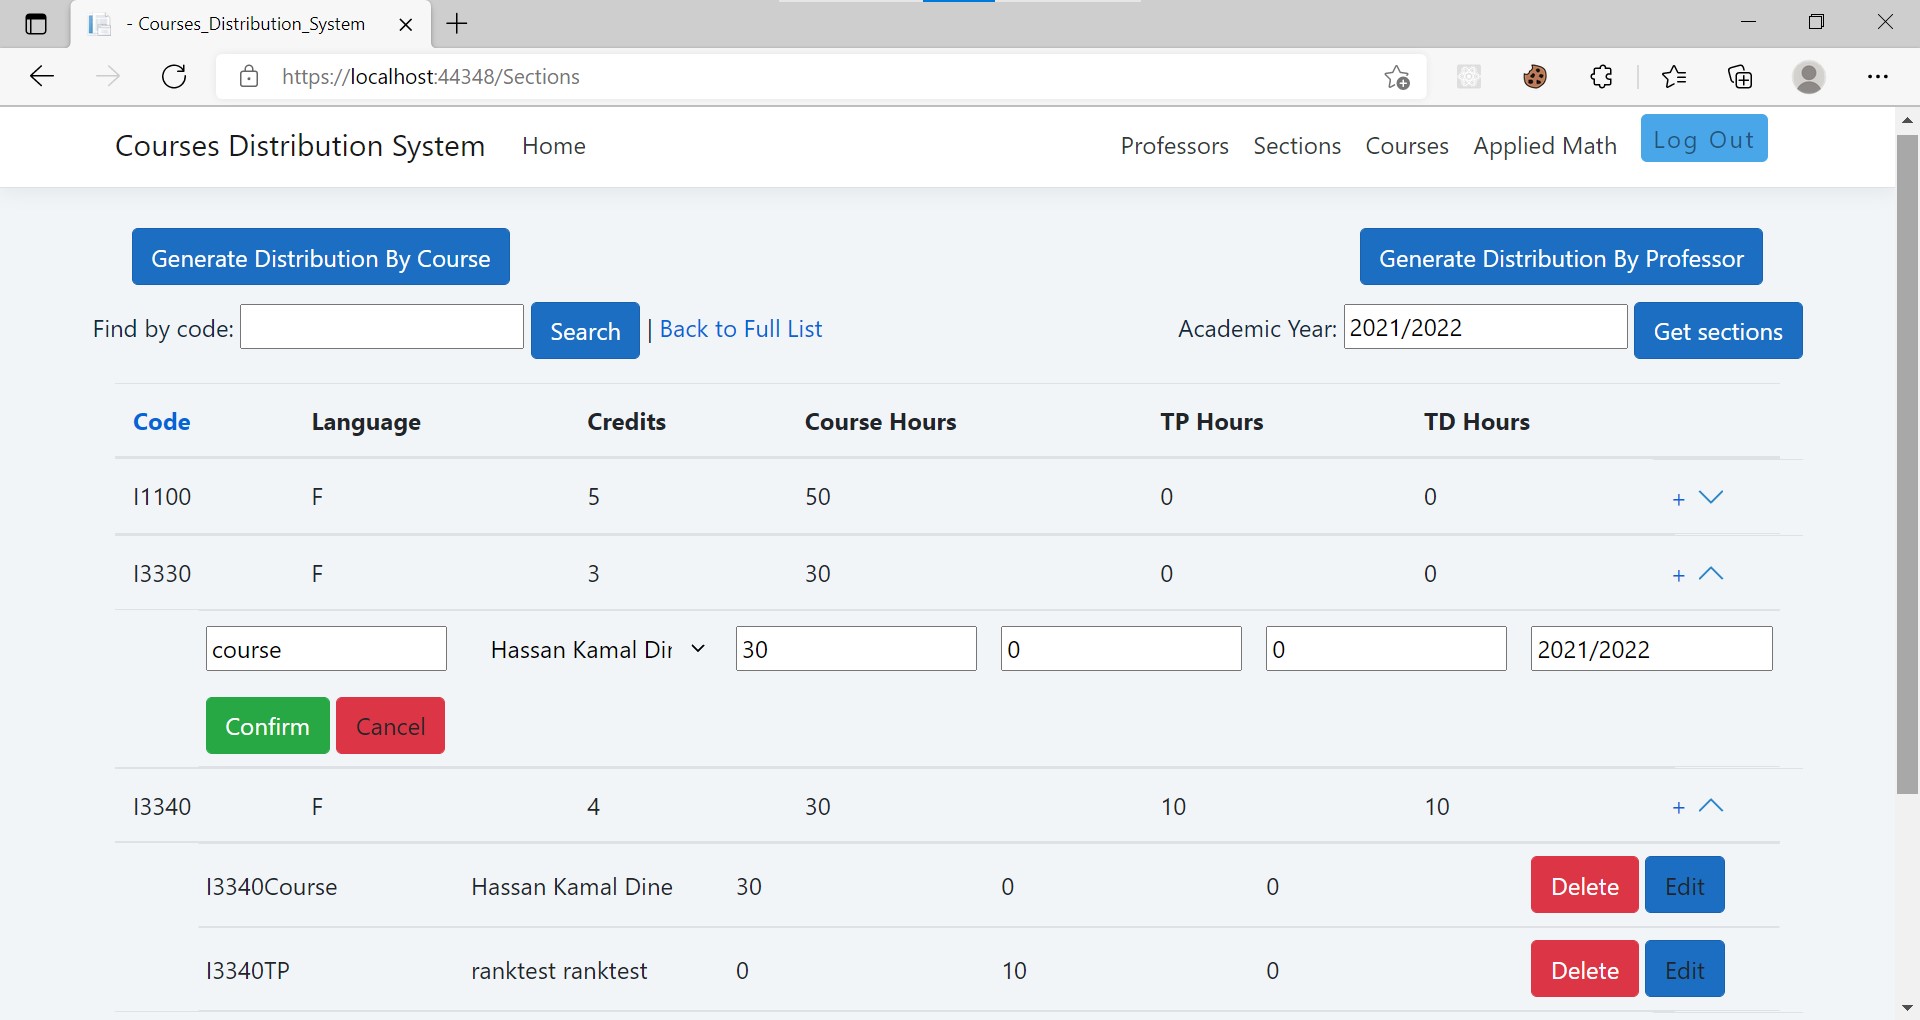 - Courses_Distribution_System
https://localhost:44348/Sections
Courses Distribution System Home Professors Sections Courses Applied Math Log Out
Generate Distribution By Course Generate Distribution By Professor
Find by code: Search | Back to Full List Academic Year: 2021/2022 Get sections
Code Language Credits Course Hours TP Hours TD Hours
I1100 F 5 50 0 0 +
I3330 F 3 30 0 0 +
course Hassan Kamal Dir 30 0 0 2021/2022
Confirm Cancel
I3340 F 4 30 10 10 +
I3340Course Hassan Kamal Dine 30 0 0 Delete Edit
I3340TP ranktest ranktest 0 10 0 Delete Edit